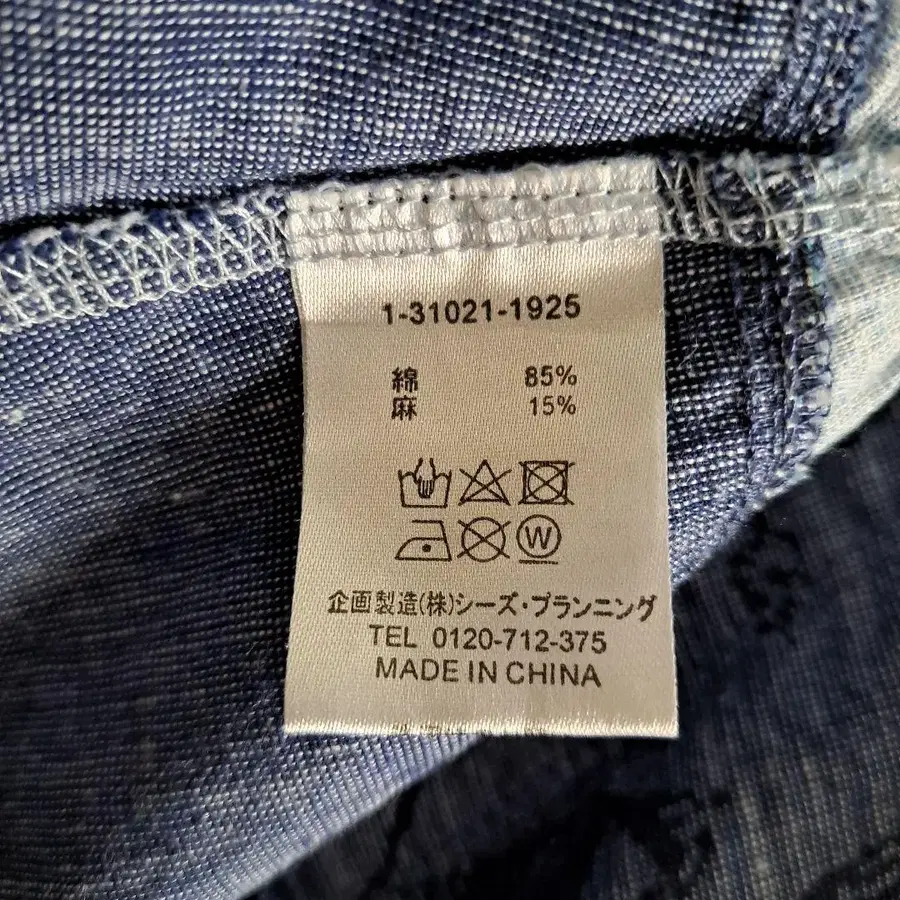 1-31021-1925
綿 85%
麻 15%
W
企画製造(株)シーズ・プランニング
TEL 0120-712-375
MADE IN CHINA